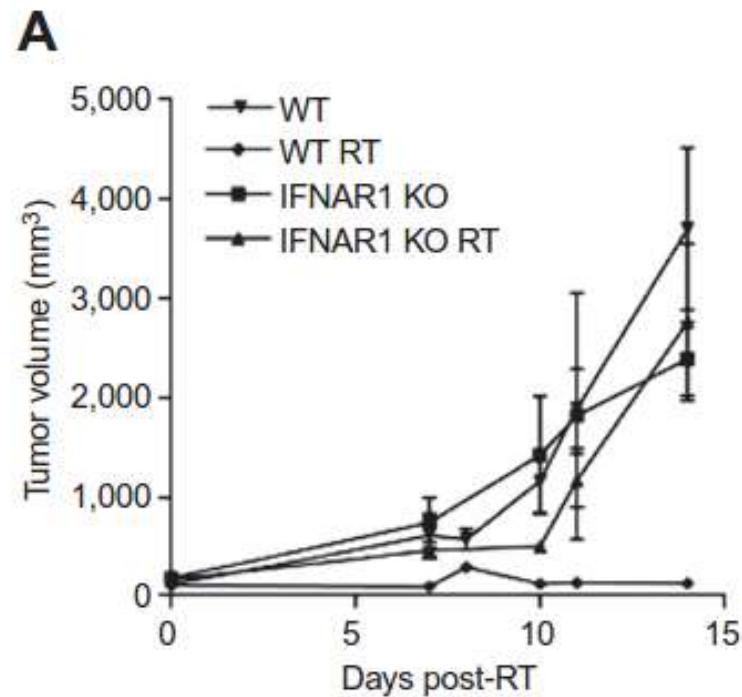 A
5,000
4,000
3,000
2,000
1,000
0
WT
WT RT
IFNAR1 KO
IFNAR1 KO RT
Tumor volume (mm³)
0 5 10 15
Days post-RT